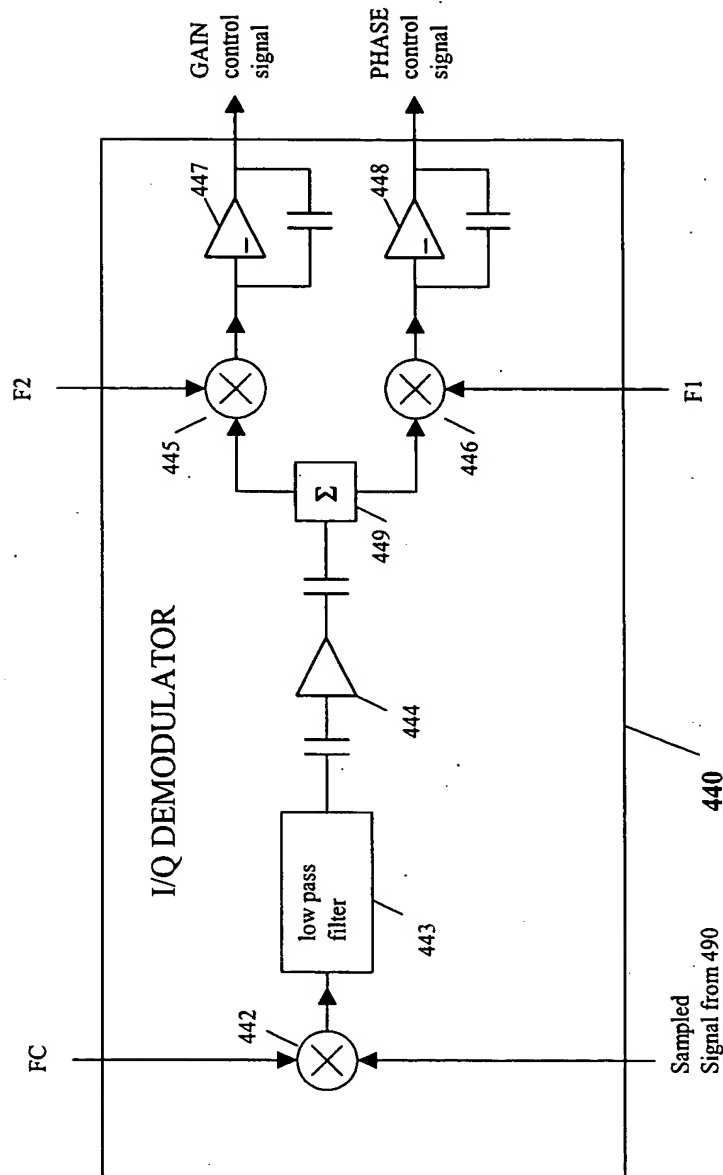 I/Q DEMODULATOR
FC
F2
442
low pass
filter
443
444
Σ
449
445
446
447
448
–
–
GAIN
control
signal
PHASE
control
signal
F1
Sampled
Signal from 490
440